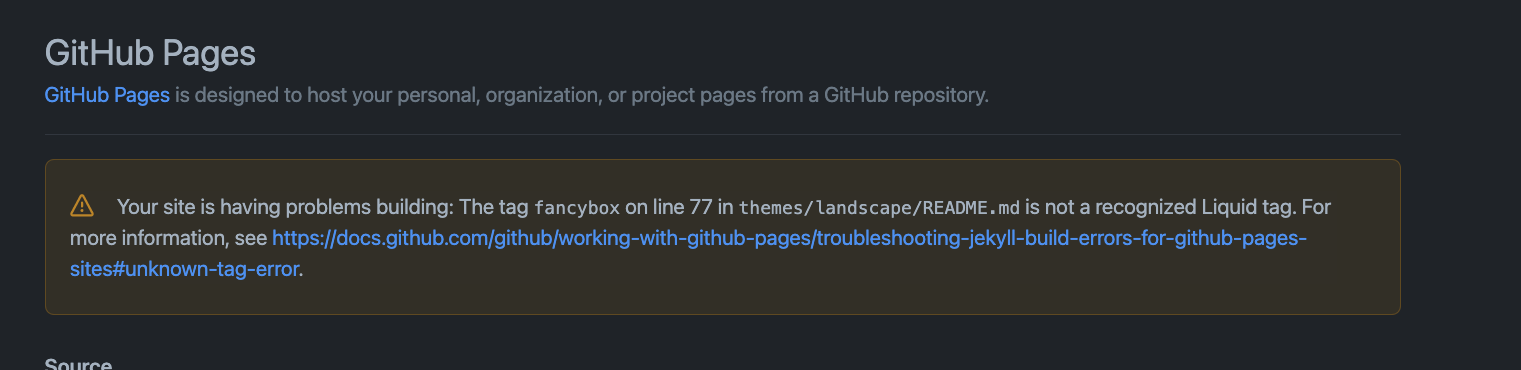 GitHub Pages
GitHub Pages is designed to host your personal, organization, or project pages from a GitHub repository.
Your site is having problems building: The tag fancybox on line 77 in themes/landscape/README.md is not a recognized Liquid tag. For
more information, see https://docs.github.com/github/working-with-github-pages/troubleshooting-jekyll-build-errors-for-github-pages-
sites#unknown-tag-error.
Source